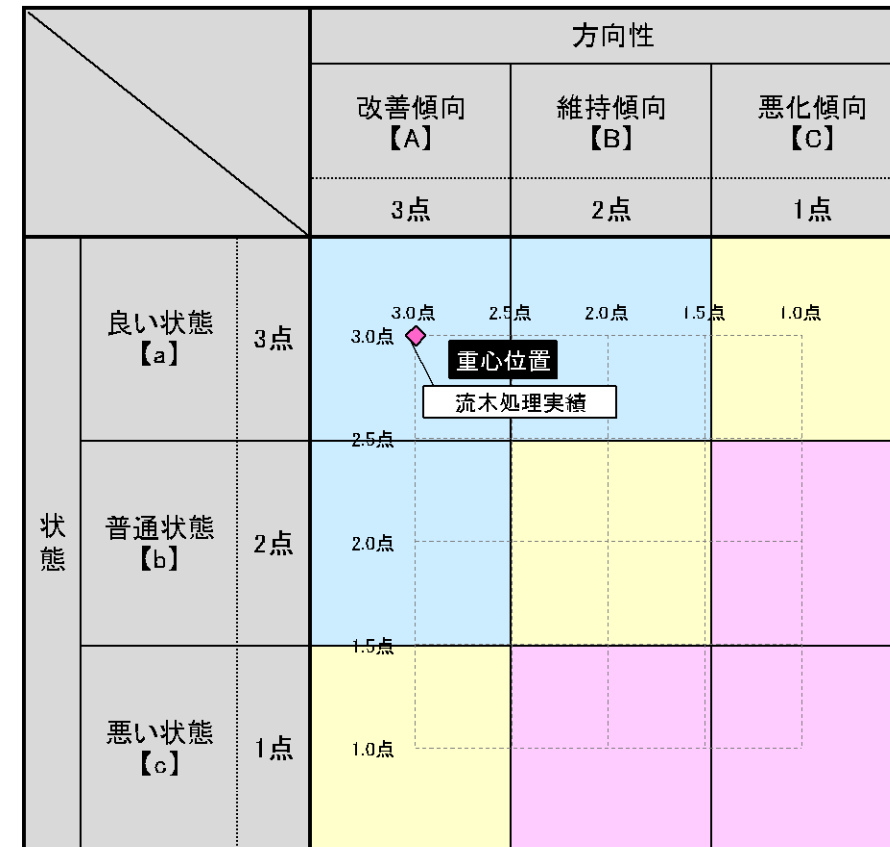 方向性
改善傾向
【A】
維持傾向
【B】
悪化傾向
【C】
3点
2点
1点
状態
良い状態
【a】
3点
普通状態
【b】
2点
悪い状態
【c】
1点
3.0点
2.5点
2.0点
1.5点
1.0点
3.0点
重心位置
流木処理実績
2.5点
2.0点
1.5点
1.0点